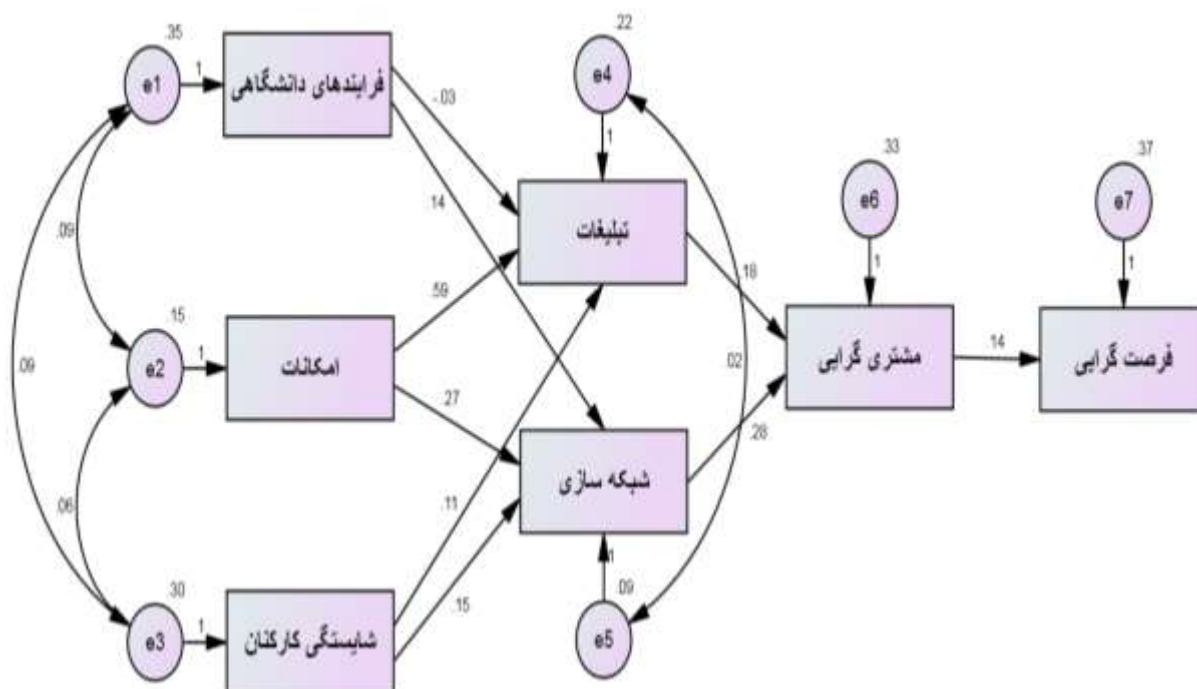 .35
e1
1
فرایندهای دانشگاهی
-.03
.14
.22
e4
1
تبلیغات
.18
.33
e6
1
.37
e7
1
.09
.09
.15
e2
1
امکانات
.59
.27
.02
مشتری گرایی
.14
فرصت گرایی
.28
شبکه سازی
.06
.11
.15
1
.09
e5
.30
e3
1
شایستگی کارکنان